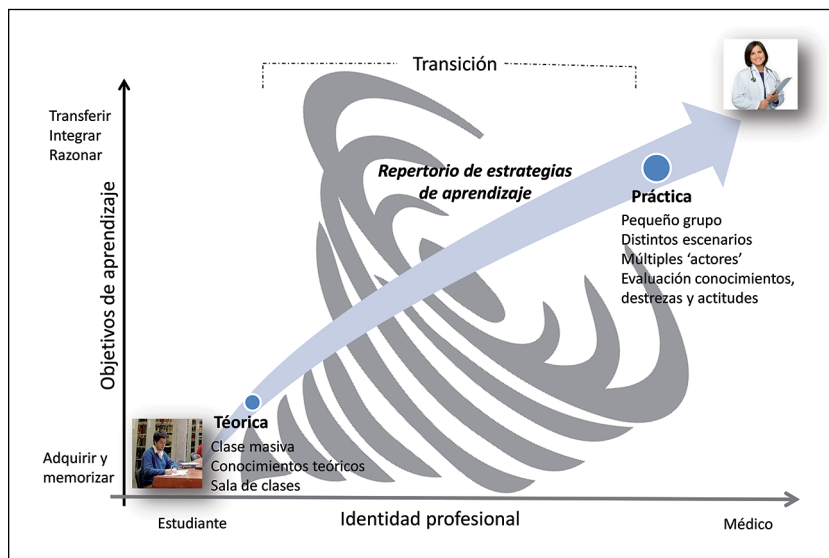 Transición
Transferir
Integrar
Razonar
Objetivos de aprendizaje
Repertorio de estrategias
de aprendizaje
Práctica
Pequeño grupo
Distintos escenarios
Múltiples ‘actores’
Evaluación conocimientos,
destrezas y actitudes
Téorica
Clase masiva
Conocimientos teóricos
Sala de clases
Adquirir y
memorizar
Estudiante
Identidad profesional
Médico